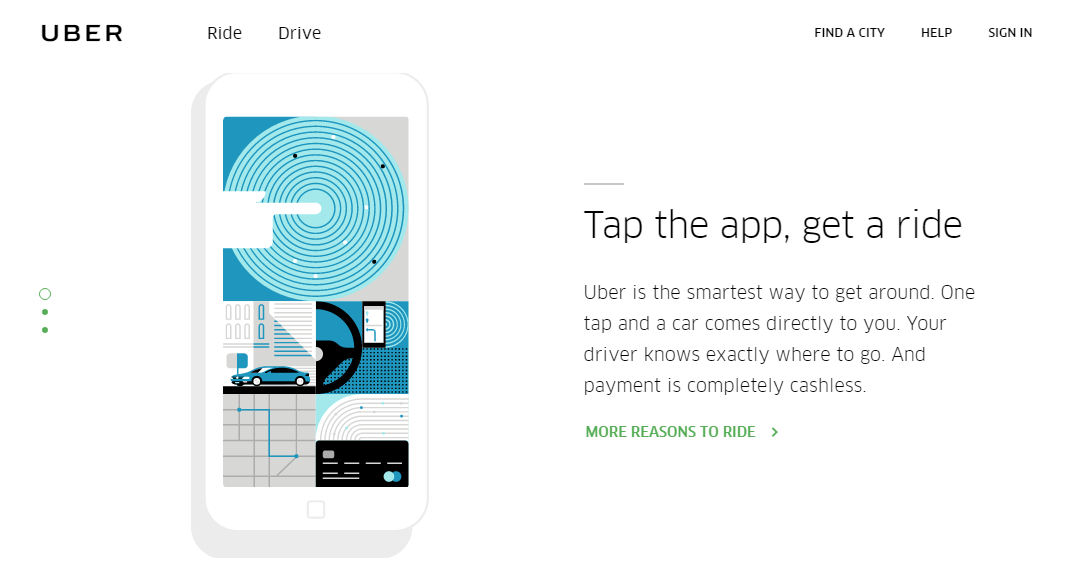 UBER
Ride
Drive
FIND A CITY
HELP
SIGN IN
Tap the app, get a ride
Uber is the smartest way to get around. One
tap and a car comes directly to you. Your
driver knows exactly where to go. And
payment is completely cashless.
MORE REASONS TO RIDE